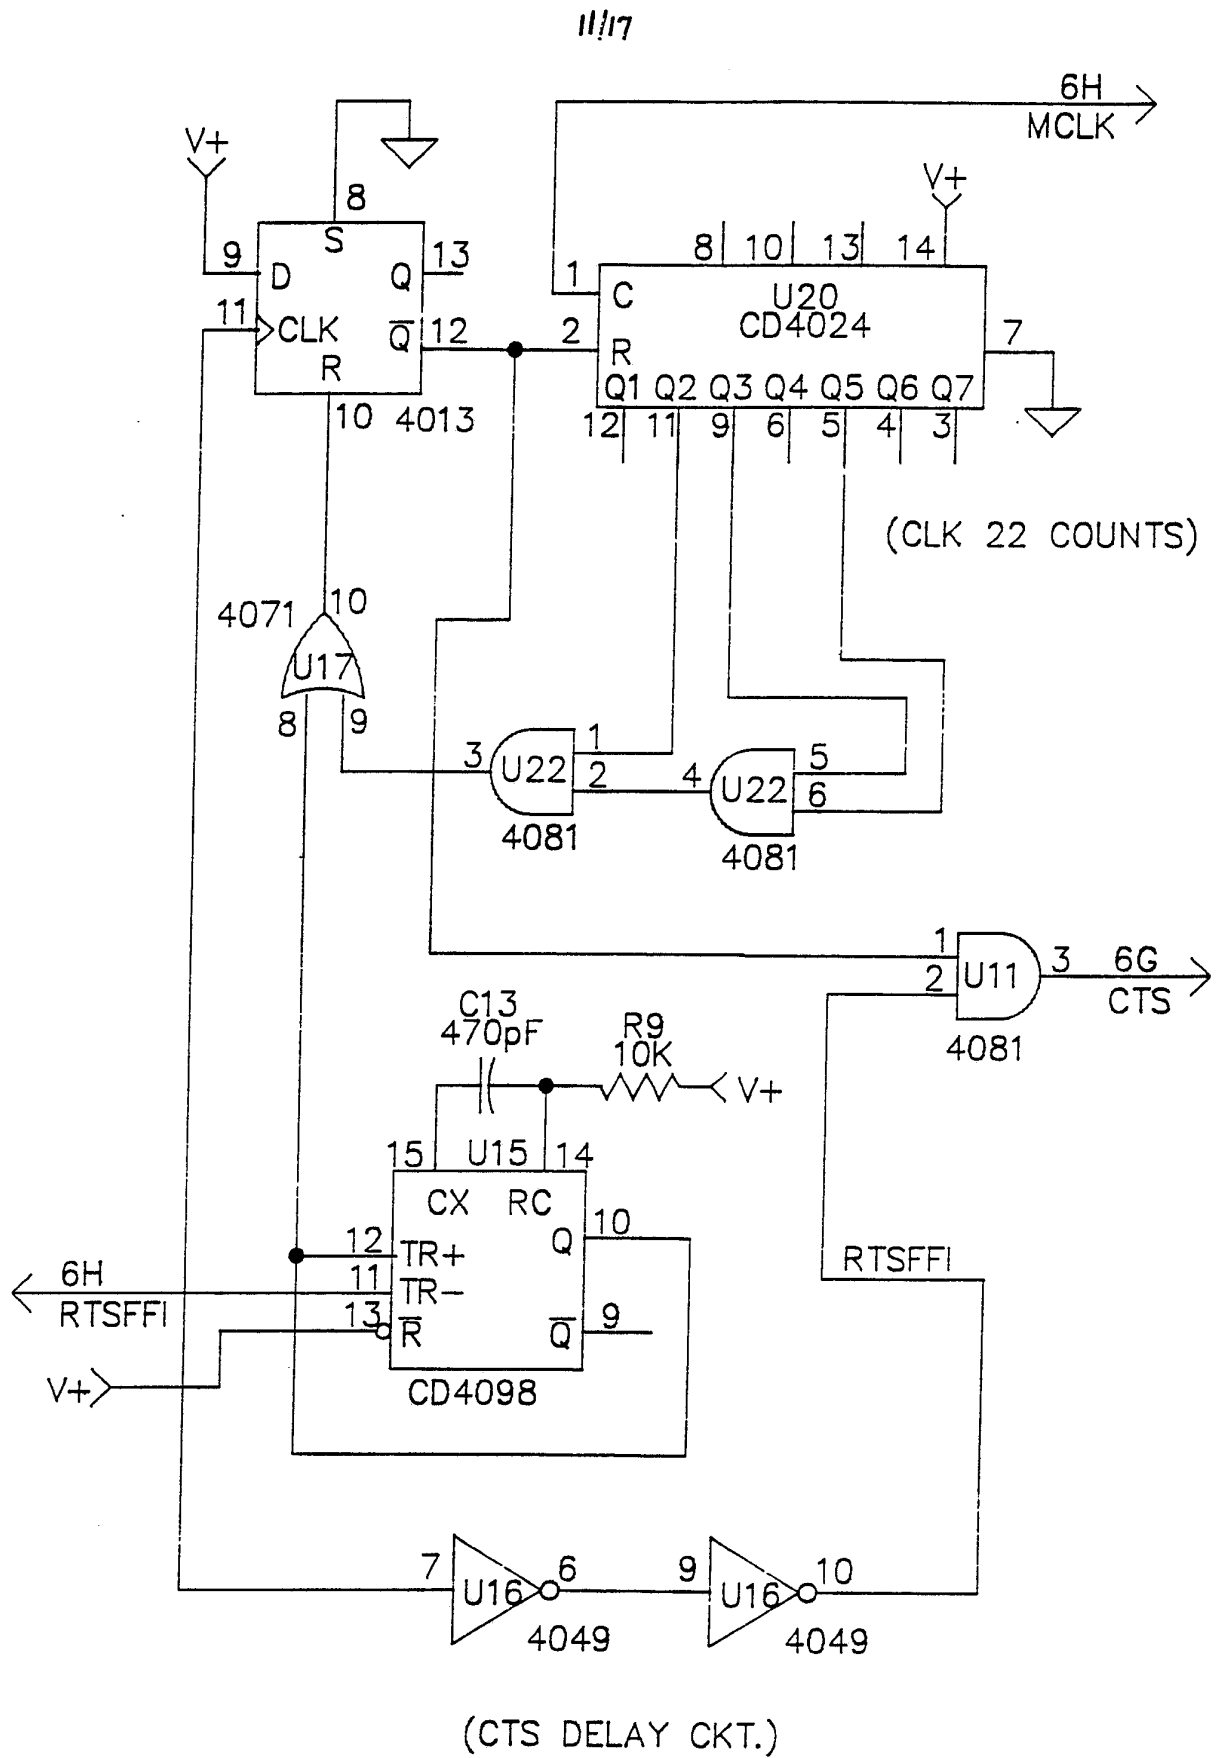 11/17
6H
MCLK
V+
V+
8
S
9 D Q 13
11 CLK Q̅ 12
R
10 4013
8 10 13 14
1 C U20
CD4024
2 R 7
Q1 Q2 Q3 Q4 Q5 Q6 Q7
12 11 9 6 5 4 3
(CLK 22 COUNTS)
4071 10
U17
8 9
3 U22 1
2
4081
4 U22 5
6
4081
1
2 U11 3 6G
CTS
4081
C13
470pF
R9
10K
V+
15 U15 14
CX RC
12 TR+ Q 10
6H 11 TR-
RTSFFI 13 R̅ Q̅ 9
V+
CD4098
RTSFFI
7 U16 6
4049
9 U16 10
4049
(CTS DELAY CKT.)